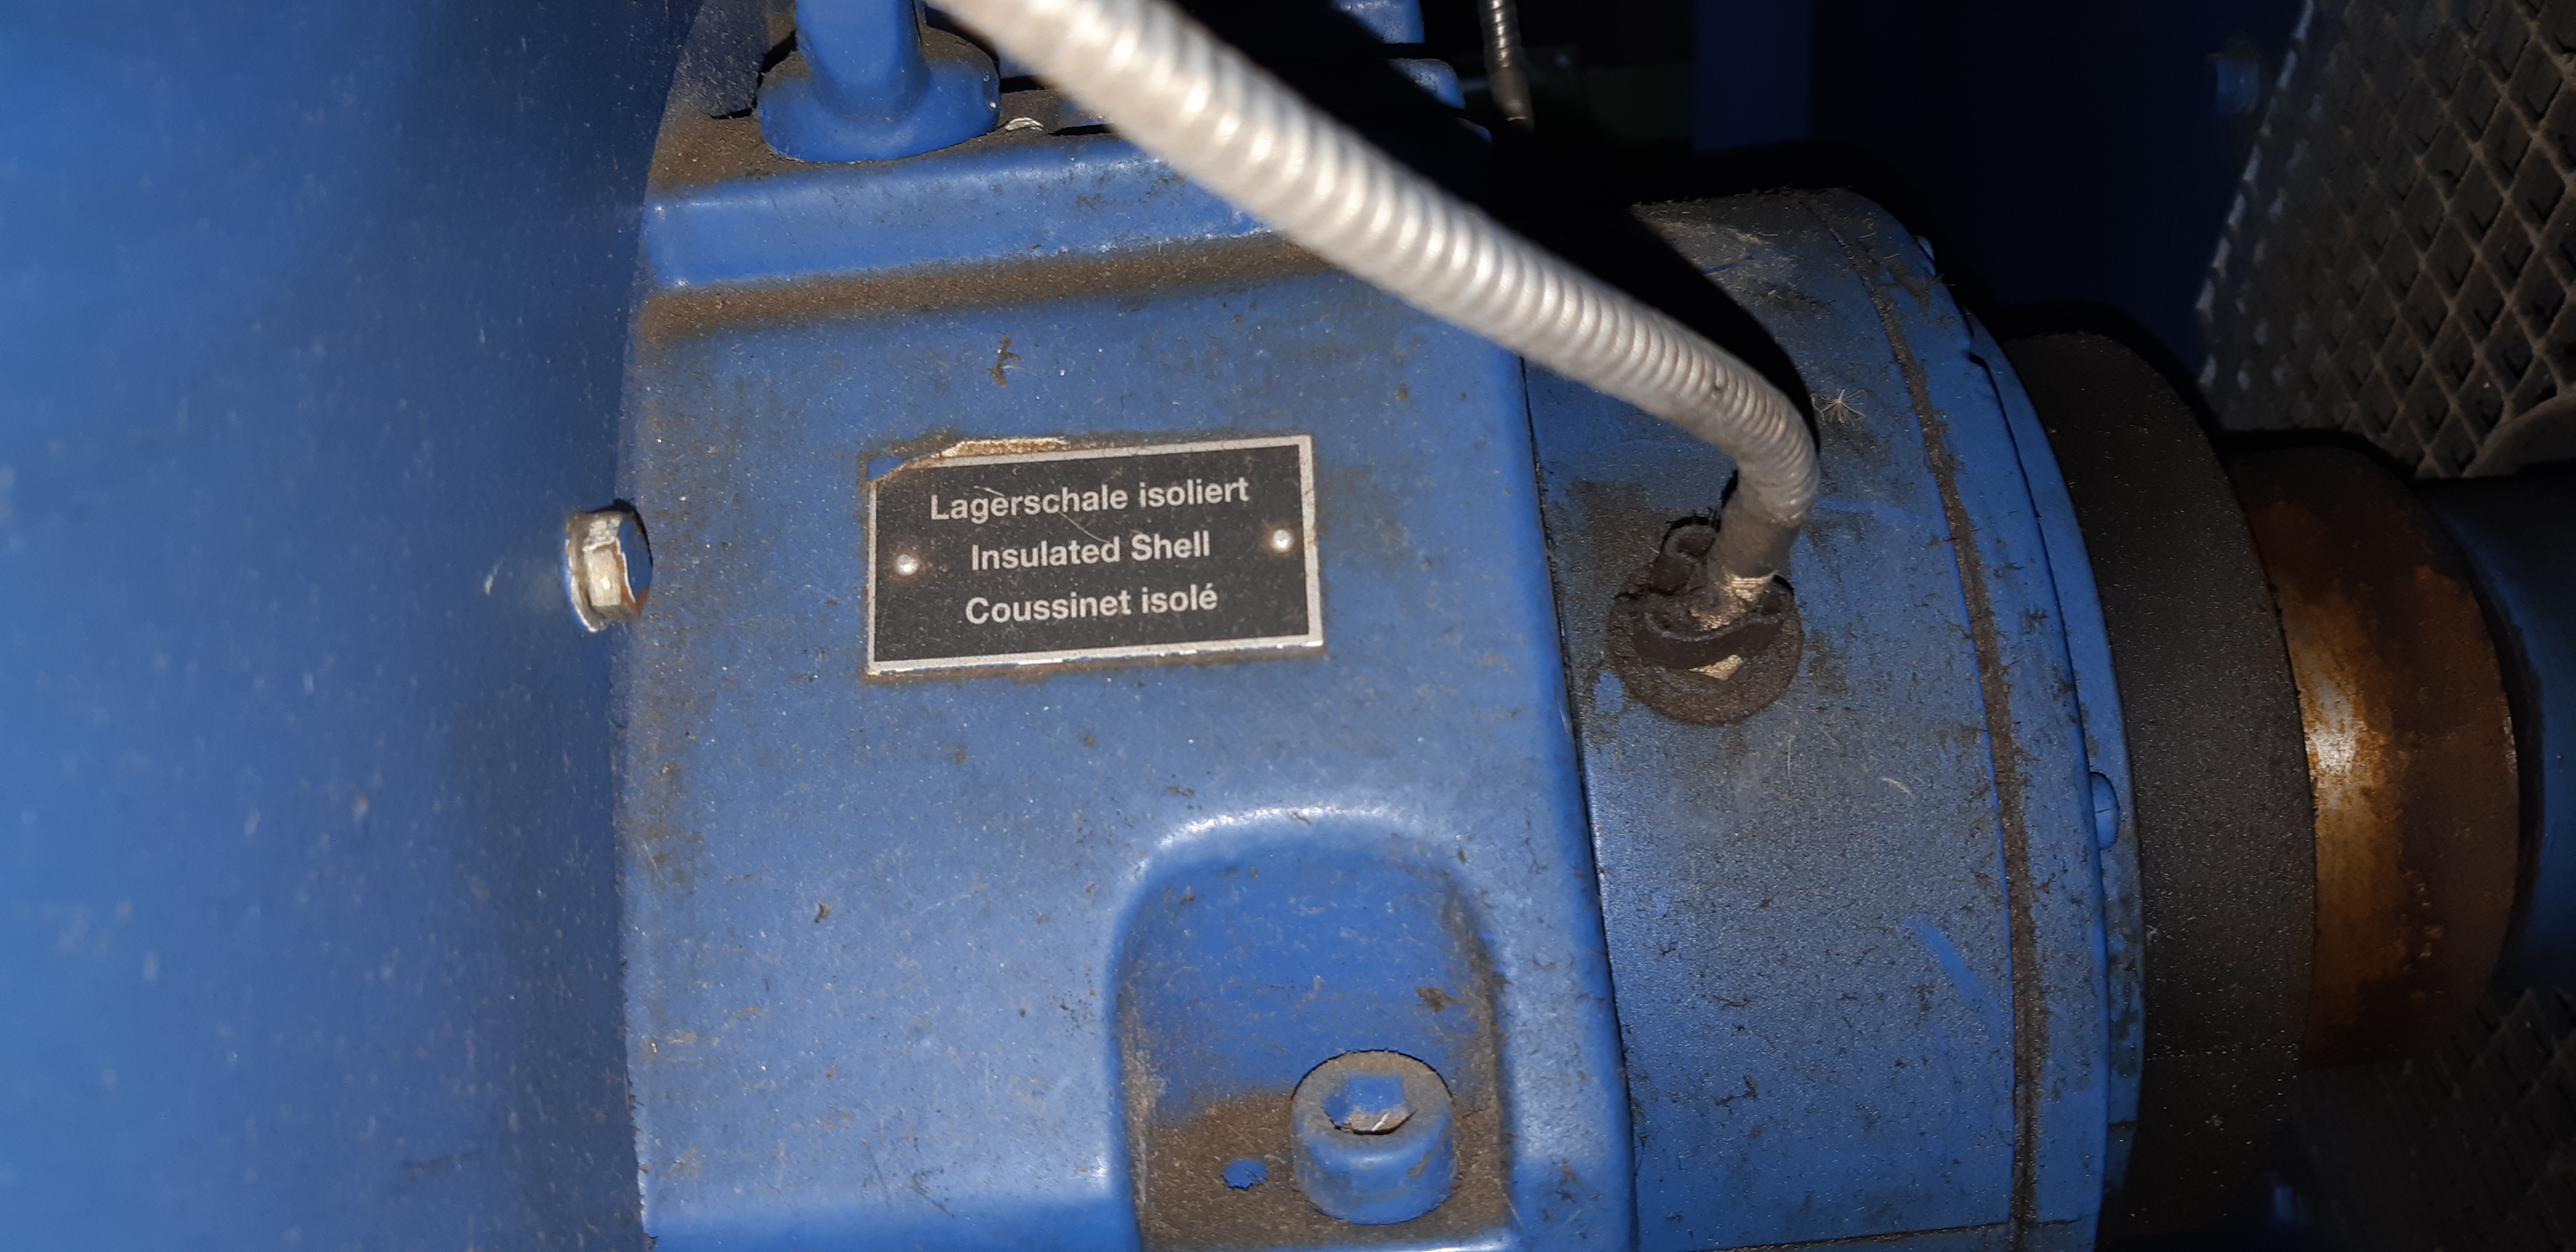 Lagerschale isoliert
Insulated Shell
Coussinet isolé